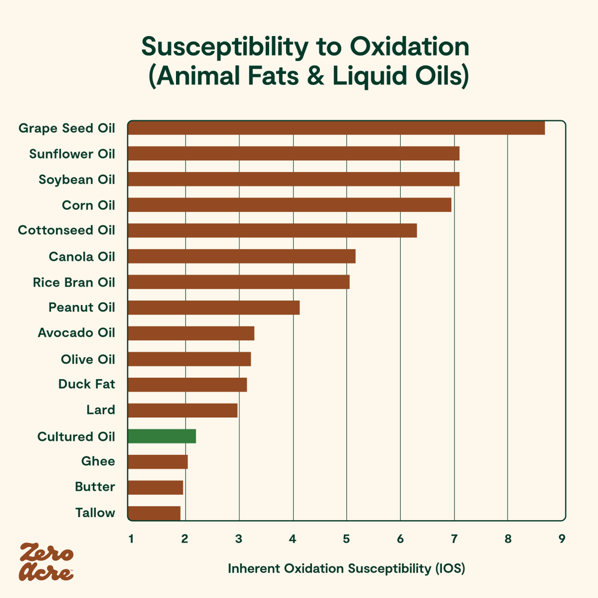 Susceptibility to Oxidation
(Animal Fats & Liquid Oils)
Grape Seed Oil
Sunflower Oil
Soybean Oil
Corn Oil
Cottonseed Oil
Canola Oil
Rice Bran Oil
Peanut Oil
Avocado Oil
Olive Oil
Duck Fat
Lard
Cultured Oil
Ghee
Butter
Tallow
1 2 3 4 5 6 7 8 9
Inherent Oxidation Susceptibility (IOS)
Zero
Acre